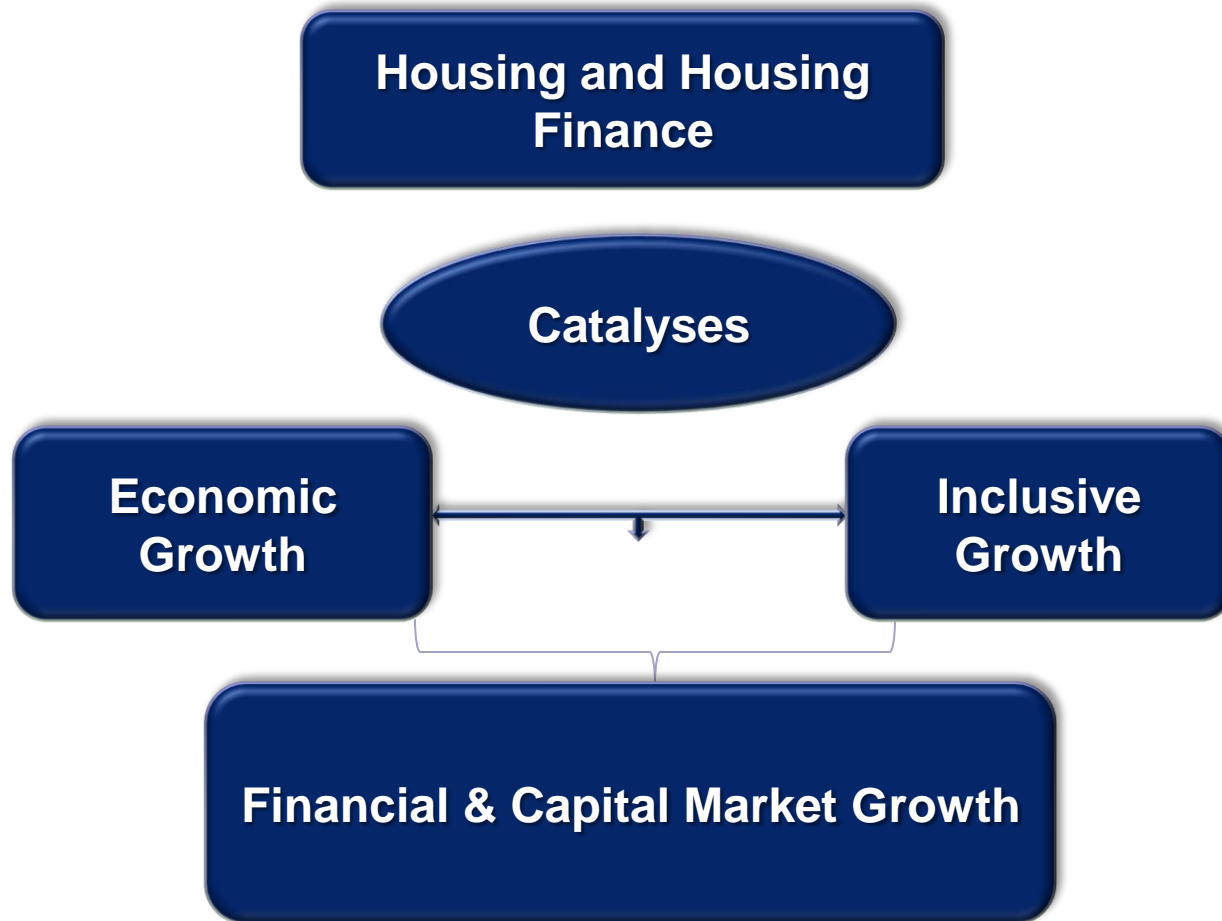 Housing and Housing
Finance
Catalyses
Economic
Growth
Inclusive
Growth
Financial & Capital Market Growth